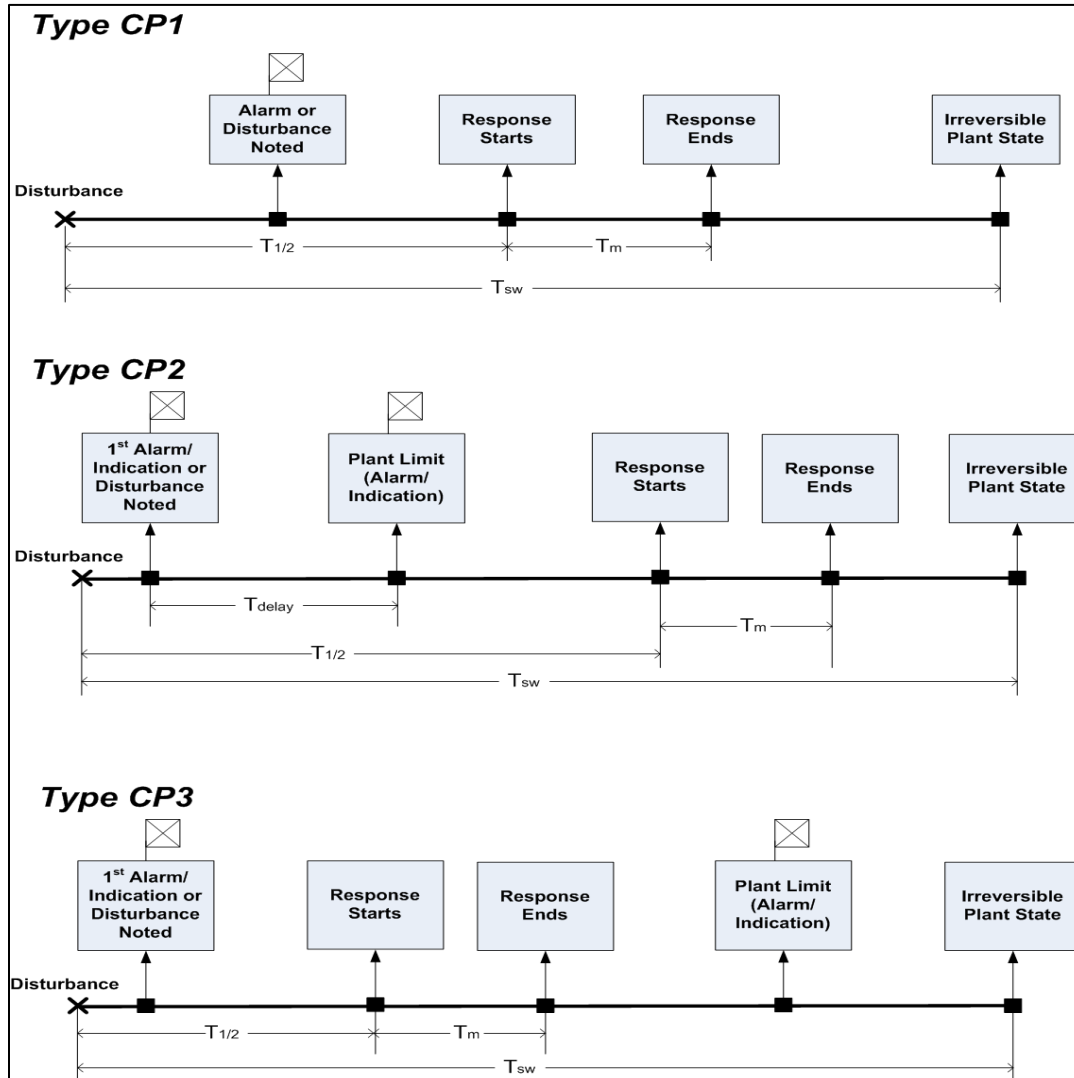 Type CP1
Alarm or
Disturbance
Noted
Response
Starts
Response
Ends
Irreversible
Plant State
Disturbance
T1/2
Tm
Tsw
Type CP2
1st Alarm/
Indication or
Disturbance
Noted
Plant Limit
(Alarm/
Indication)
Response
Starts
Response
Ends
Irreversible
Plant State
Disturbance
Tdelay
Tm
T1/2
Tsw
Type CP3
1st Alarm/
Indication or
Disturbance
Noted
Response
Starts
Response
Ends
Plant Limit
(Alarm/
Indication)
Irreversible
Plant State
Disturbance
T1/2
Tm
Tsw